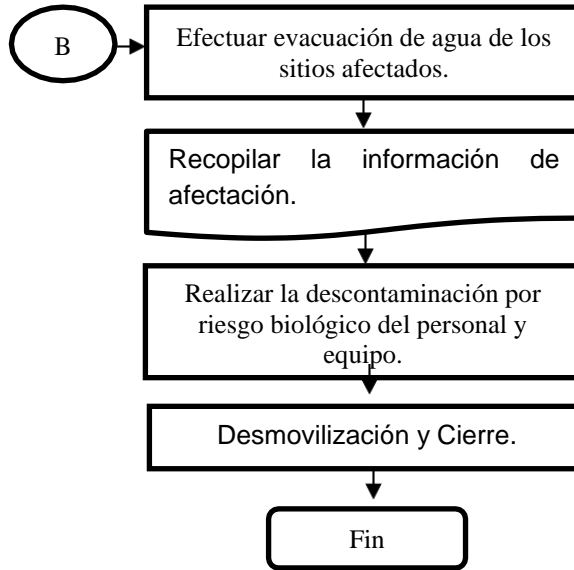 B
Efectuar evacuación de agua de los
sitios afectados.
Recopilar la información de
afectación.
Realizar la descontaminación por
riesgo biológico del personal y
equipo.
Desmovilización y Cierre.
Fin